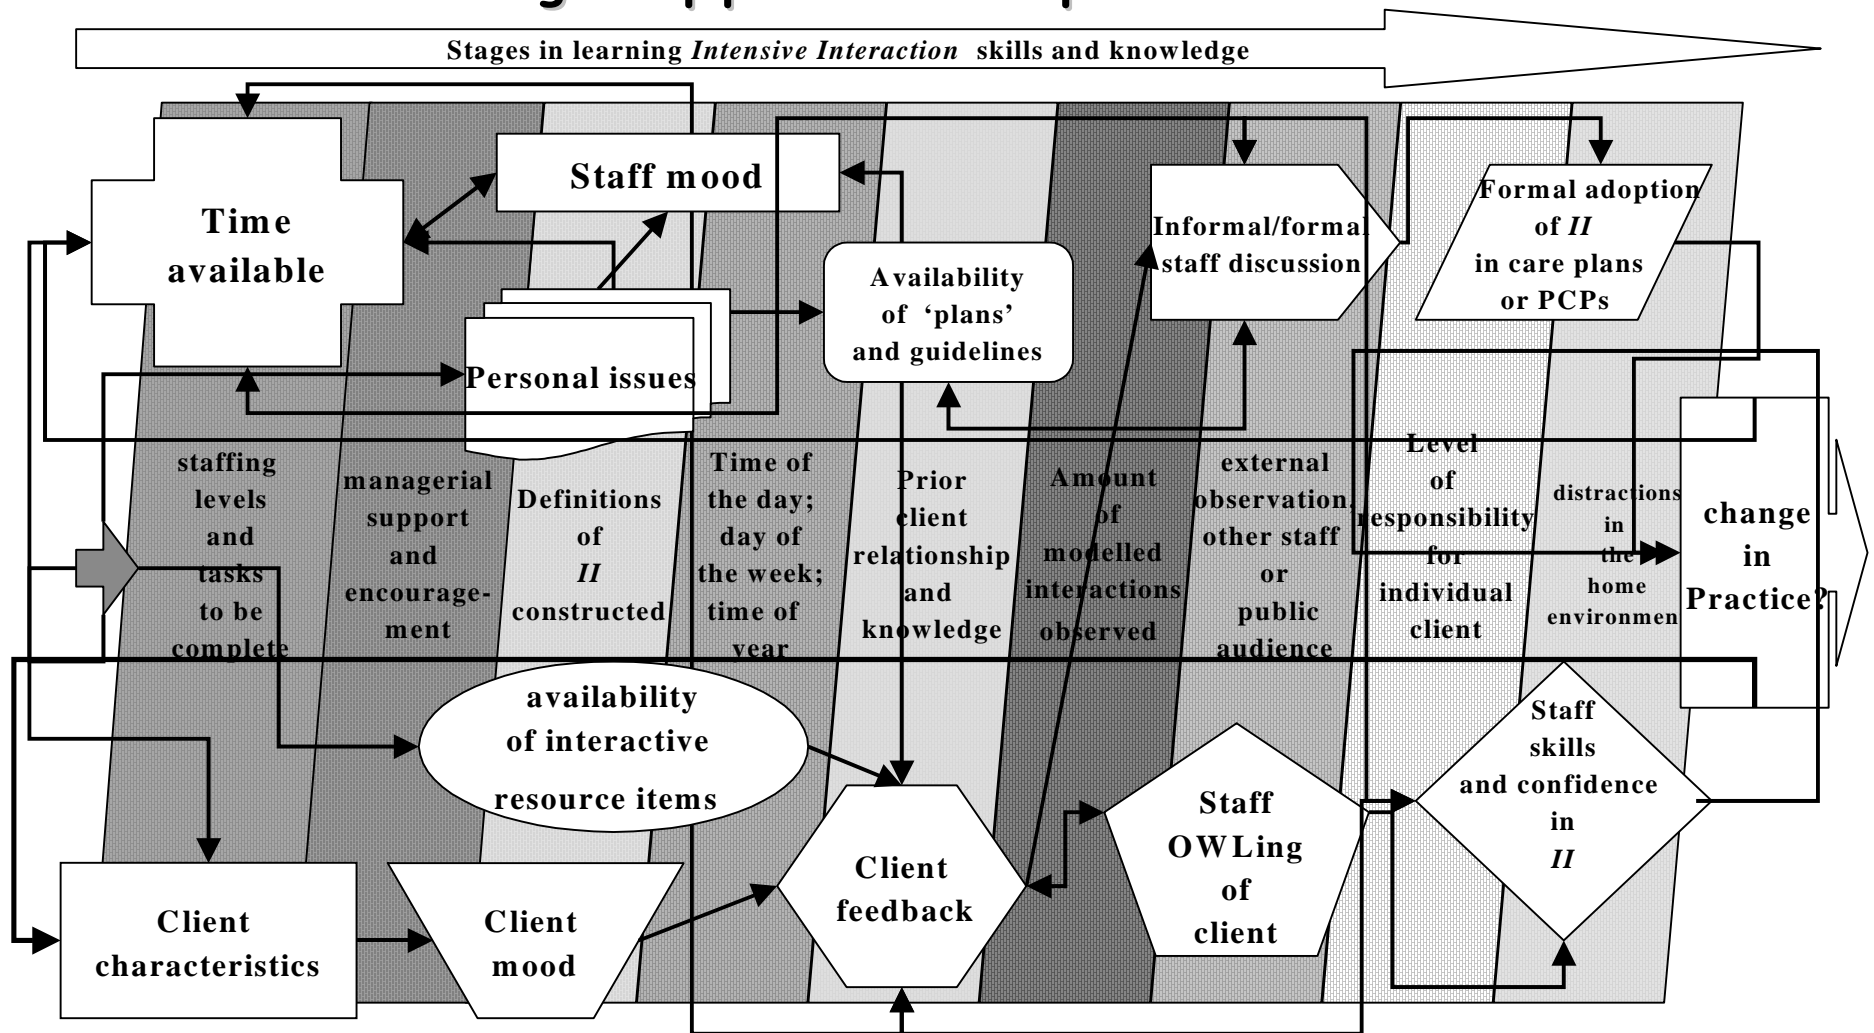 Stages in learning Intensive Interaction skills and knowledge
Time
available
Staff mood
Personal issues
Availability
of ‘plans’
and guidelines
Informal/formal
staff discussion
Formal adoption
of II
in care plans
or PCPs
staffing
levels
and
tasks
to be
complete
managerial
support
and
encourage-
ment
Definitions
of
II
constructed
Time of
the day;
day of
the week;
time of
year
Prior
client
relationship
and
knowledge
Amount
of
modelled
interactions
observed
external
observation,
other staff
or
public
audience
Level
of
responsibility
for
individual
client
distractions
in
the
home
environmen
change
in
Practice?
availability
of interactive
resource items
Client
characteristics
Client
mood
Client
feedback
Staff
OWLing
of
client
Staff
skills
and confidence
in
II